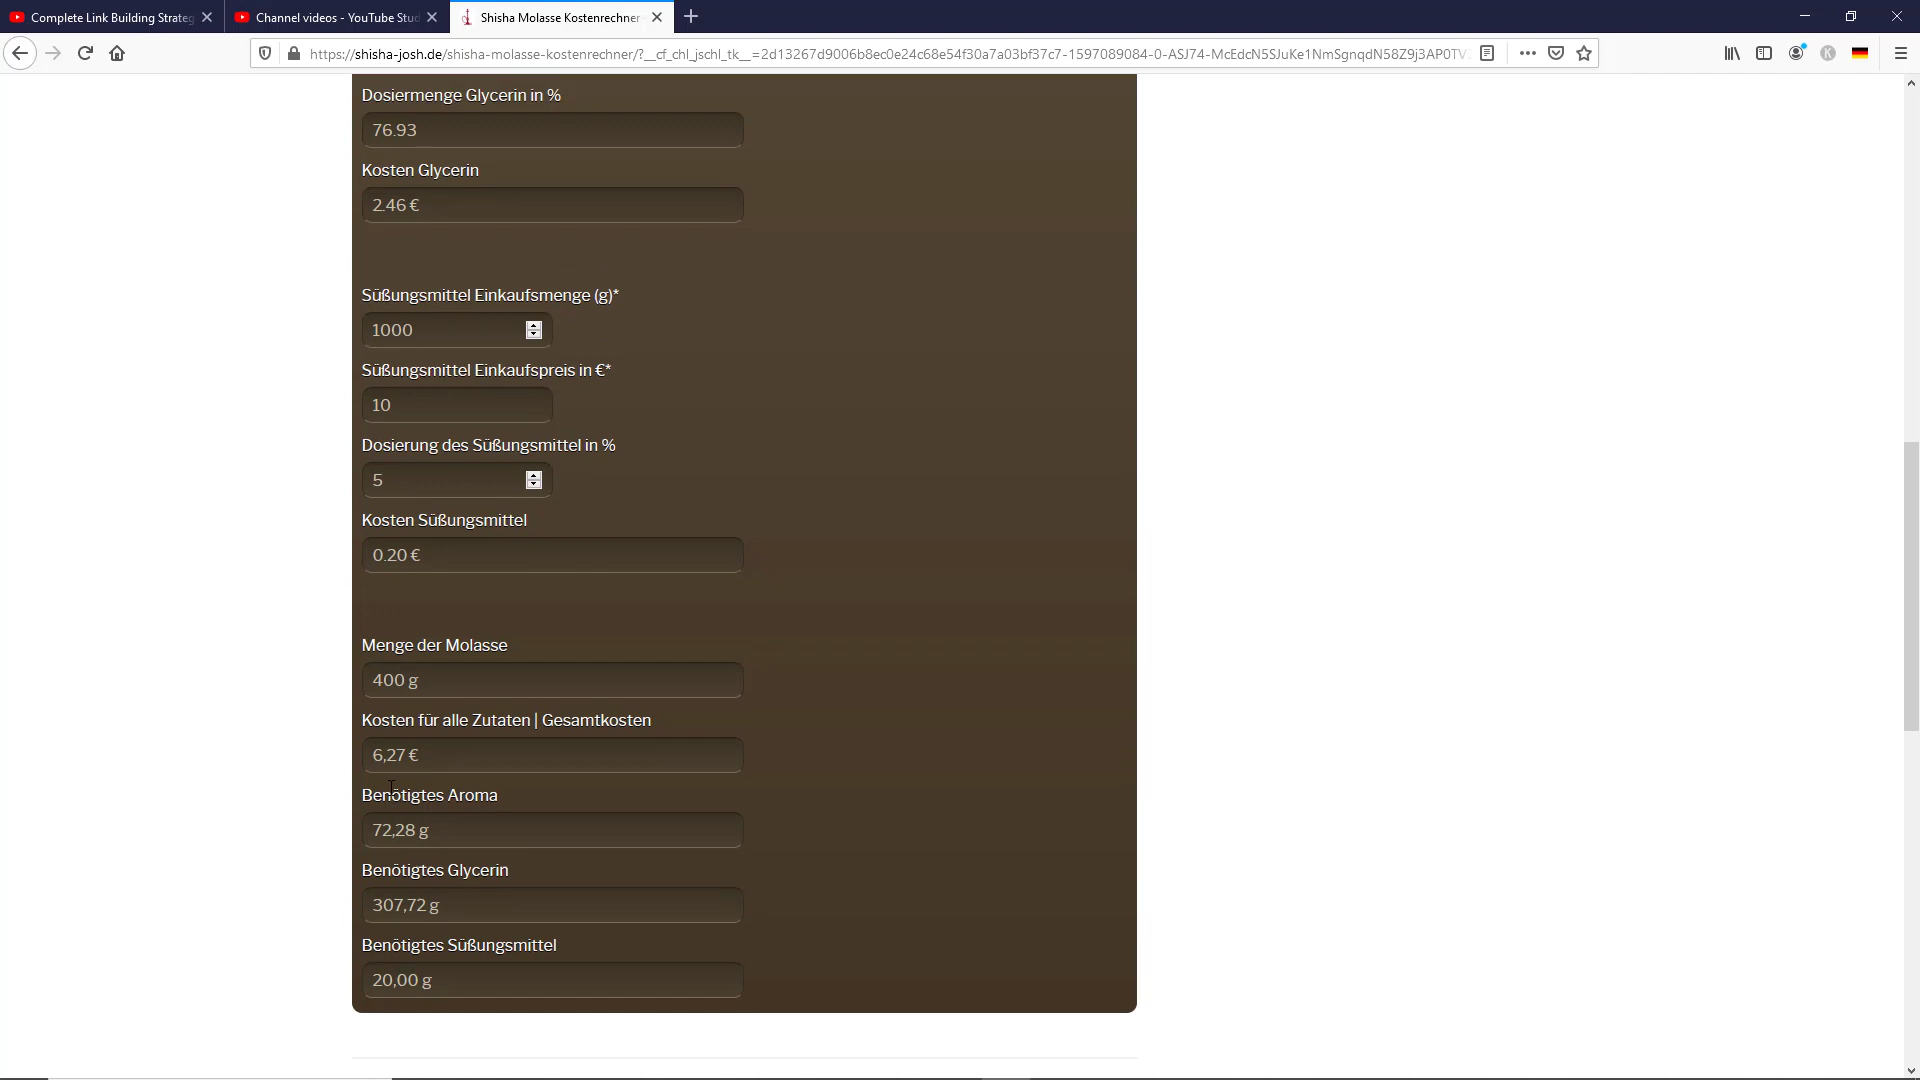 Complete Link Building Strateg
Channel videos - YouTube Stud
Shisha Molasse Kostenrechner
https://shisha-josh.de/shisha-molasse-kostenrechner/?__cf_chl_jschl_tk__=2d13267d9006b8ec0e24c68e54f30a7a03bf37c7-1597089084-0-ASJ74-McEdcN5SJuKe1NmSgnqdN58Z9j3AP0TV
Dosiermenge Glycerin in %
76.93
Kosten Glycerin
2.46 €
Süßungsmittel Einkaufsmenge (g)*
1000
Süßungsmittel Einkaufspreis in €*
10
Dosierung des Süßungsmittel in %
5
Kosten Süßungsmittel
0.20 €
Menge der Molasse
400 g
Kosten für alle Zutaten | Gesamtkosten
6,27 €
Benötigtes Aroma
72,28 g
Benötigtes Glycerin
307,72 g
Benötigtes Süßungsmittel
20,00 g